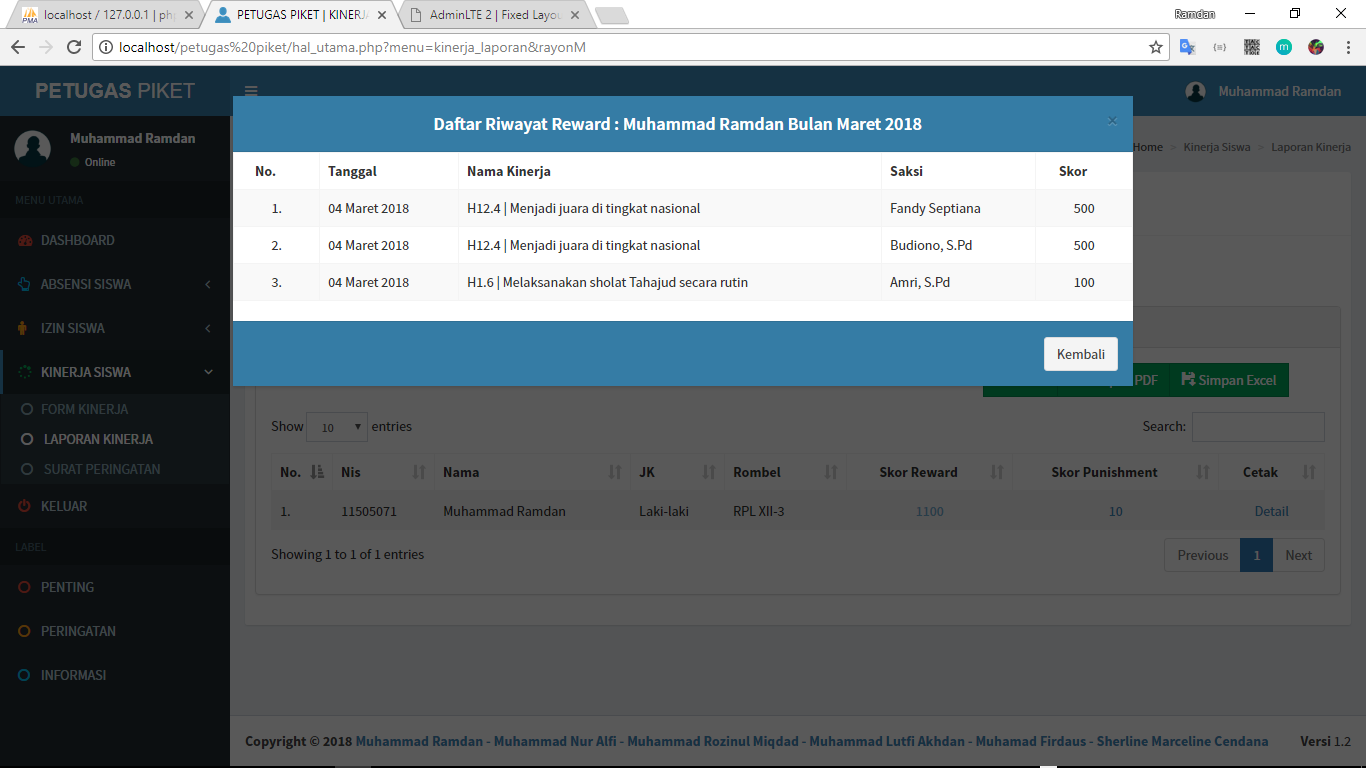 localhost / 127.0.0.1 | ph
PETUGAS PIKET | KINERJ
AdminLTE 2 | Fixed Layou
Ramdan
localhost/petugas%20piket/hal_utama.php?menu=kinerja_laporan&rayonM
PETUGAS PIKET
Muhammad Ramdan
Muhammad Ramdan
Online
Home > Kinerja Siswa > Laporan Kinerja
MENU UTAMA
DASHBOARD
ABSENSI SISWA
IZIN SISWA
KINERJA SISWA
FORM KINERJA
LAPORAN KINERJA
SURAT PERINGATAN
KELUAR
LABEL
PENTING
PERINGATAN
INFORMASI
Daftar Riwayat Reward : Muhammad Ramdan Bulan Maret 2018
×
No. Tanggal Nama Kinerja Saksi Skor
1. 04 Maret 2018 H12.4 | Menjadi juara di tingkat nasional Fandy Septiana 500
2. 04 Maret 2018 H12.4 | Menjadi juara di tingkat nasional Budiono, S.Pd 500
3. 04 Maret 2018 H1.6 | Melaksanakan sholat Tahajud secara rutin Amri, S.Pd 100
Kembali
PDF Simpan Excel
Show 10 entries Search:
No. Nis Nama JK Rombel Skor Reward Skor Punishment Cetak
1. 11505071 Muhammad Ramdan Laki-laki RPL XII-3 1100 10 Detail
Showing 1 to 1 of 1 entries Previous 1 Next
Copyright © 2018 Muhammad Ramdan - Muhammad Nur Alfi - Muhammad Rozinul Miqdad - Muhammad Lutfi Akhdan - Muhamad Firdaus - Sherline Marceline Cendana Versi 1.2